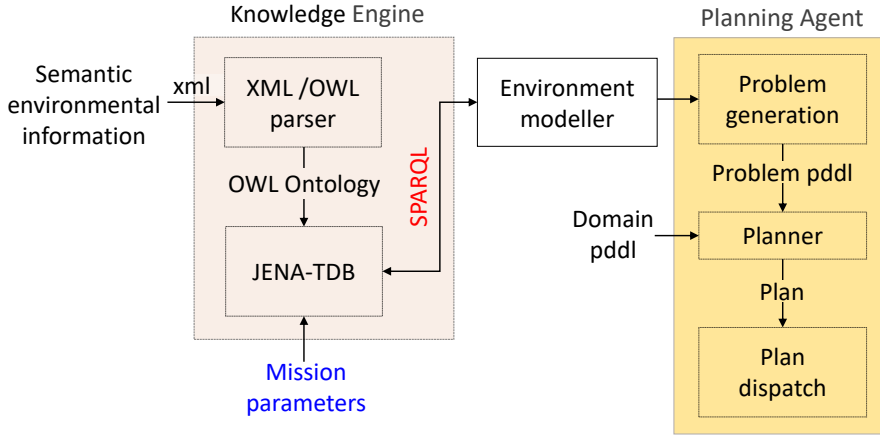 Knowledge Engine
Planning Agent
Semantic
environmental
information
xml
XML /OWL
parser
OWL Ontology
JENA-TDB
SPARQL
Mission
parameters
Environment
modeller
Problem
generation
Problem pddl
Domain
pddl
Planner
Plan
Plan
dispatch